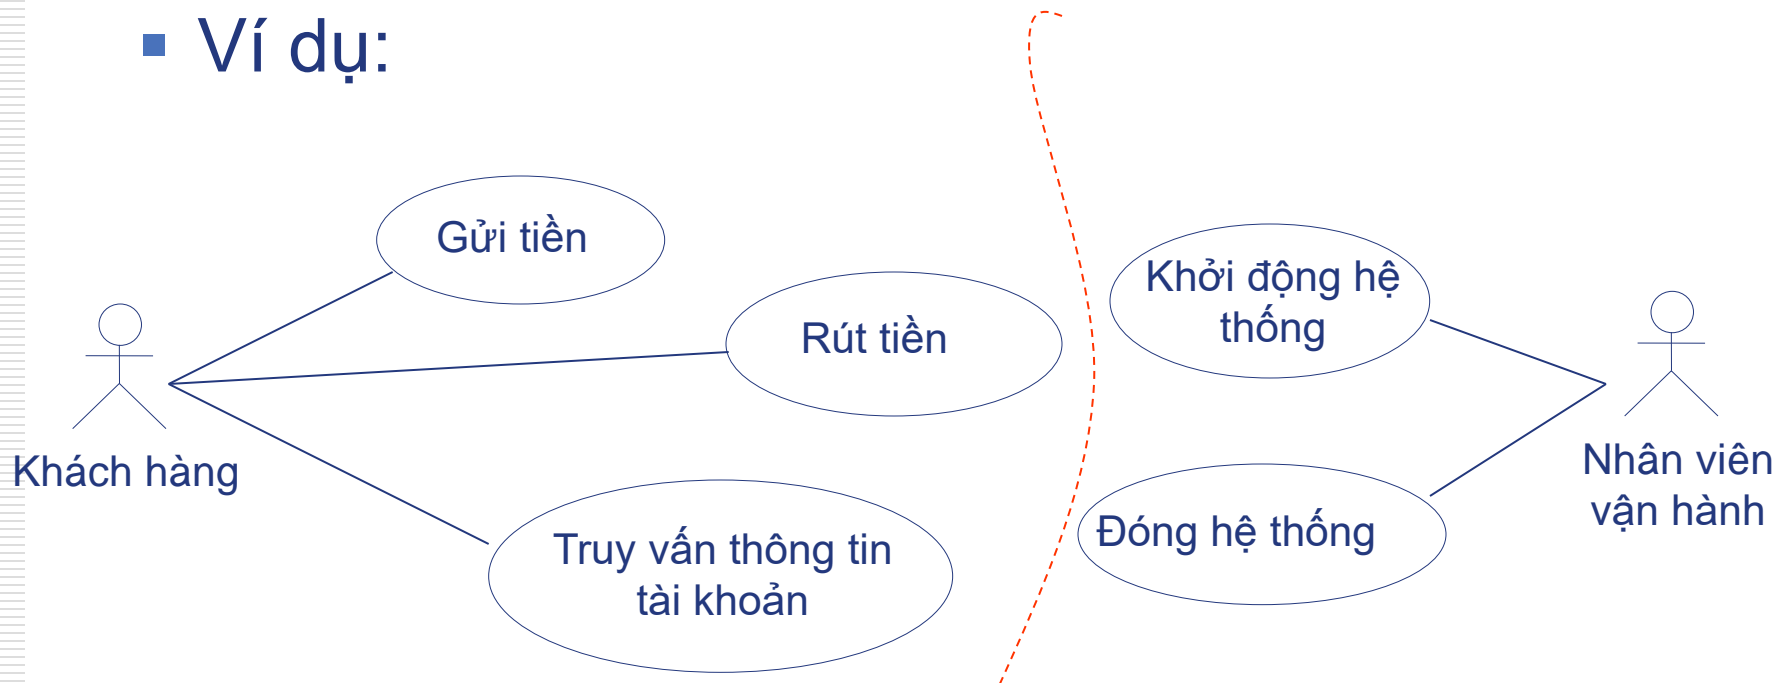 Ví dụ:
Gửi tiền
Rút tiền
Khởi động hệ
thống
Khách hàng
Nhân viên
vận hành
Truy vấn thông tin
tài khoản
Đóng hệ thống